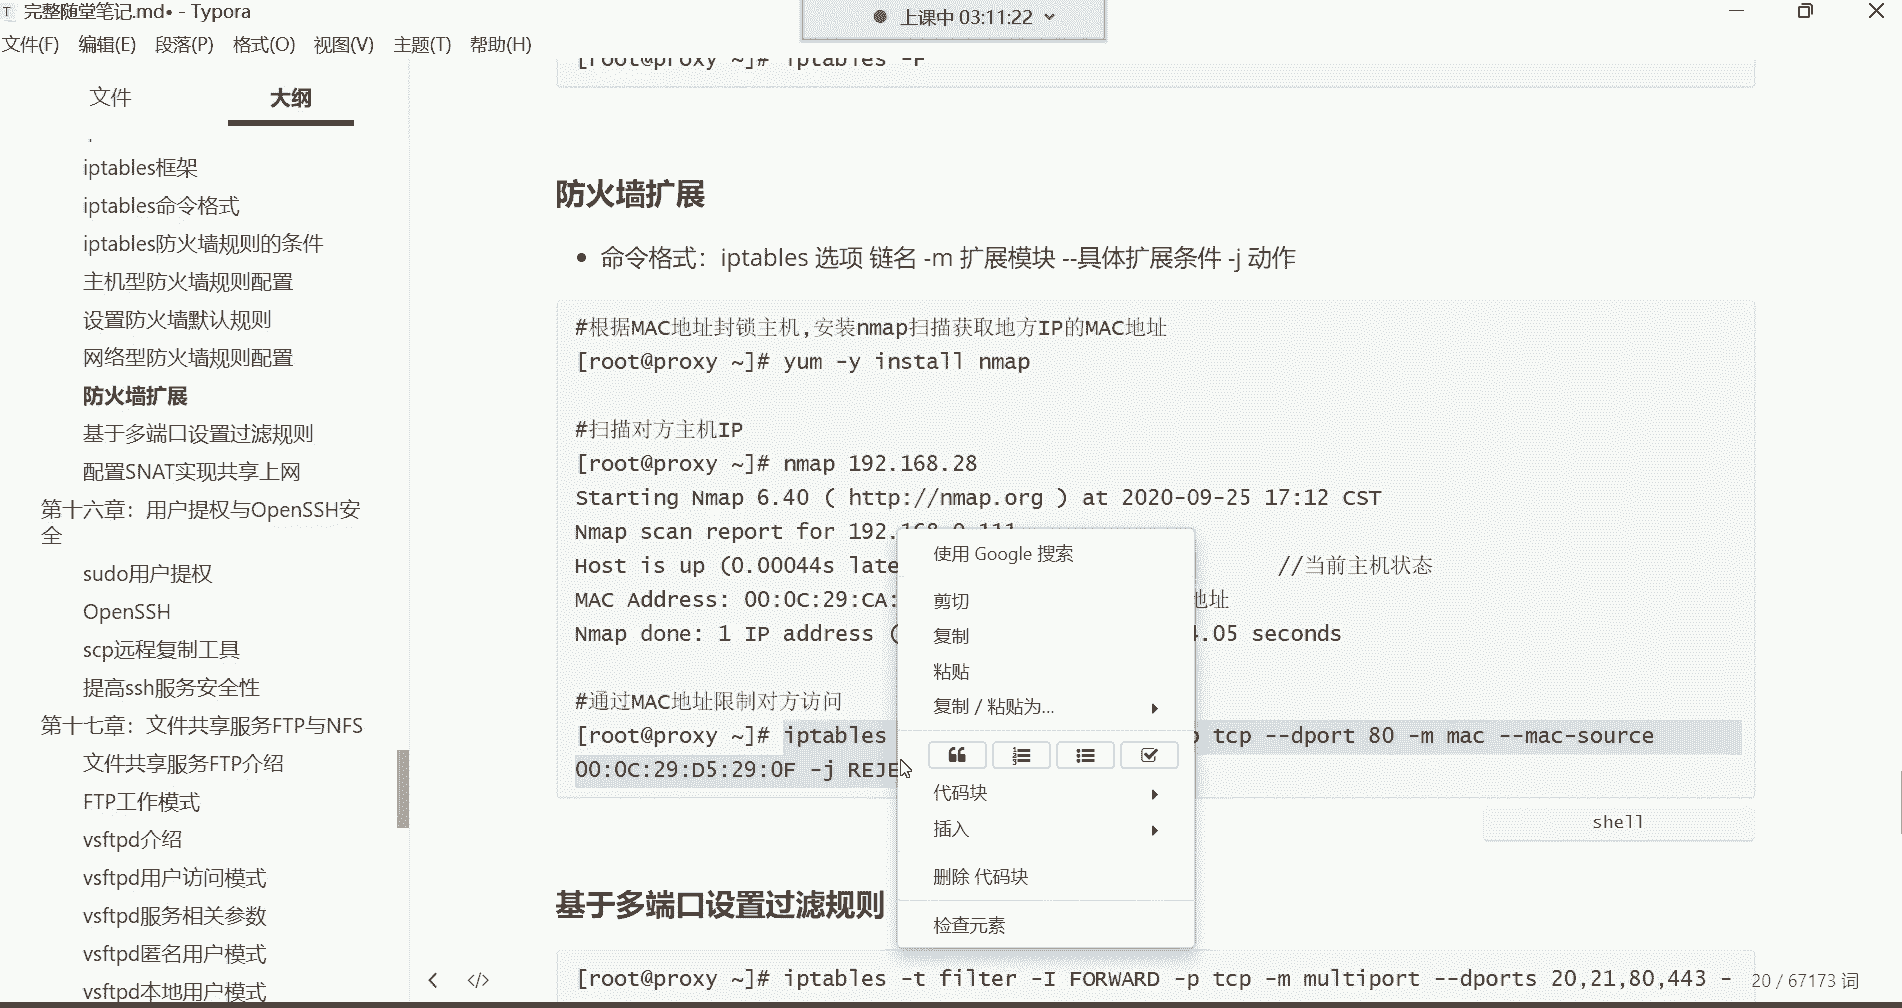 完整随堂笔记.md• - Typora
上课中 03:11:22
文件(F) 编辑(E) 段落(P) 格式(O) 视图(V) 主题(T) 帮助(H)
文件 大纲
iptables框架
iptables命令格式
iptables防火墙规则的条件
主机型防火墙规则配置
设置防火墙默认规则
网络型防火墙规则配置
防火墙扩展
基于多端口设置过滤规则
配置SNAT实现共享上网
第十六章：用户提权与OpenSSH安
全
sudo用户提权
OpenSSH
scp远程复制工具
提高ssh服务安全性
第十七章：文件共享服务FTP与NFS
文件共享服务FTP介绍
FTP工作模式
vsftpd介绍
vsftpd用户访问模式
vsftpd服务相关参数
vsftpd匿名用户模式
vsftpd本地用户模式
[root@proxy ~]# iptables -F
防火墙扩展
• 命令格式：iptables 选项 链名 -m 扩展模块 --具体扩展条件 -j 动作
#根据MAC地址封锁主机,安装nmap扫描获取地方IP的MAC地址
[root@proxy ~]# yum -y install nmap
#扫描对方主机IP
[root@proxy ~]# nmap 192.168.28
Starting Nmap 6.40 ( http://nmap.org ) at 2020-09-25 17:12 CST
Nmap scan report for 192.168.0.111
Host is up (0.00044s late //当前主机状态
MAC Address: 00:0C:29:CA: 地址
Nmap done: 1 IP address ( 4.05 seconds
#通过MAC地址限制对方访问
[root@proxy ~]# iptables p tcp --dport 80 -m mac --mac-source
00:0C:29:D5:29:0F -j REJE
shell
使用 Google 搜索
剪切
复制
粘贴
复制 / 粘贴为...
代码块
插入
删除 代码块
检查元素
基于多端口设置过滤规则
[root@proxy ~]# iptables -t filter -I FORWARD -p tcp -m multiport --dports 20,21,80,443 -
20 / 67173 词